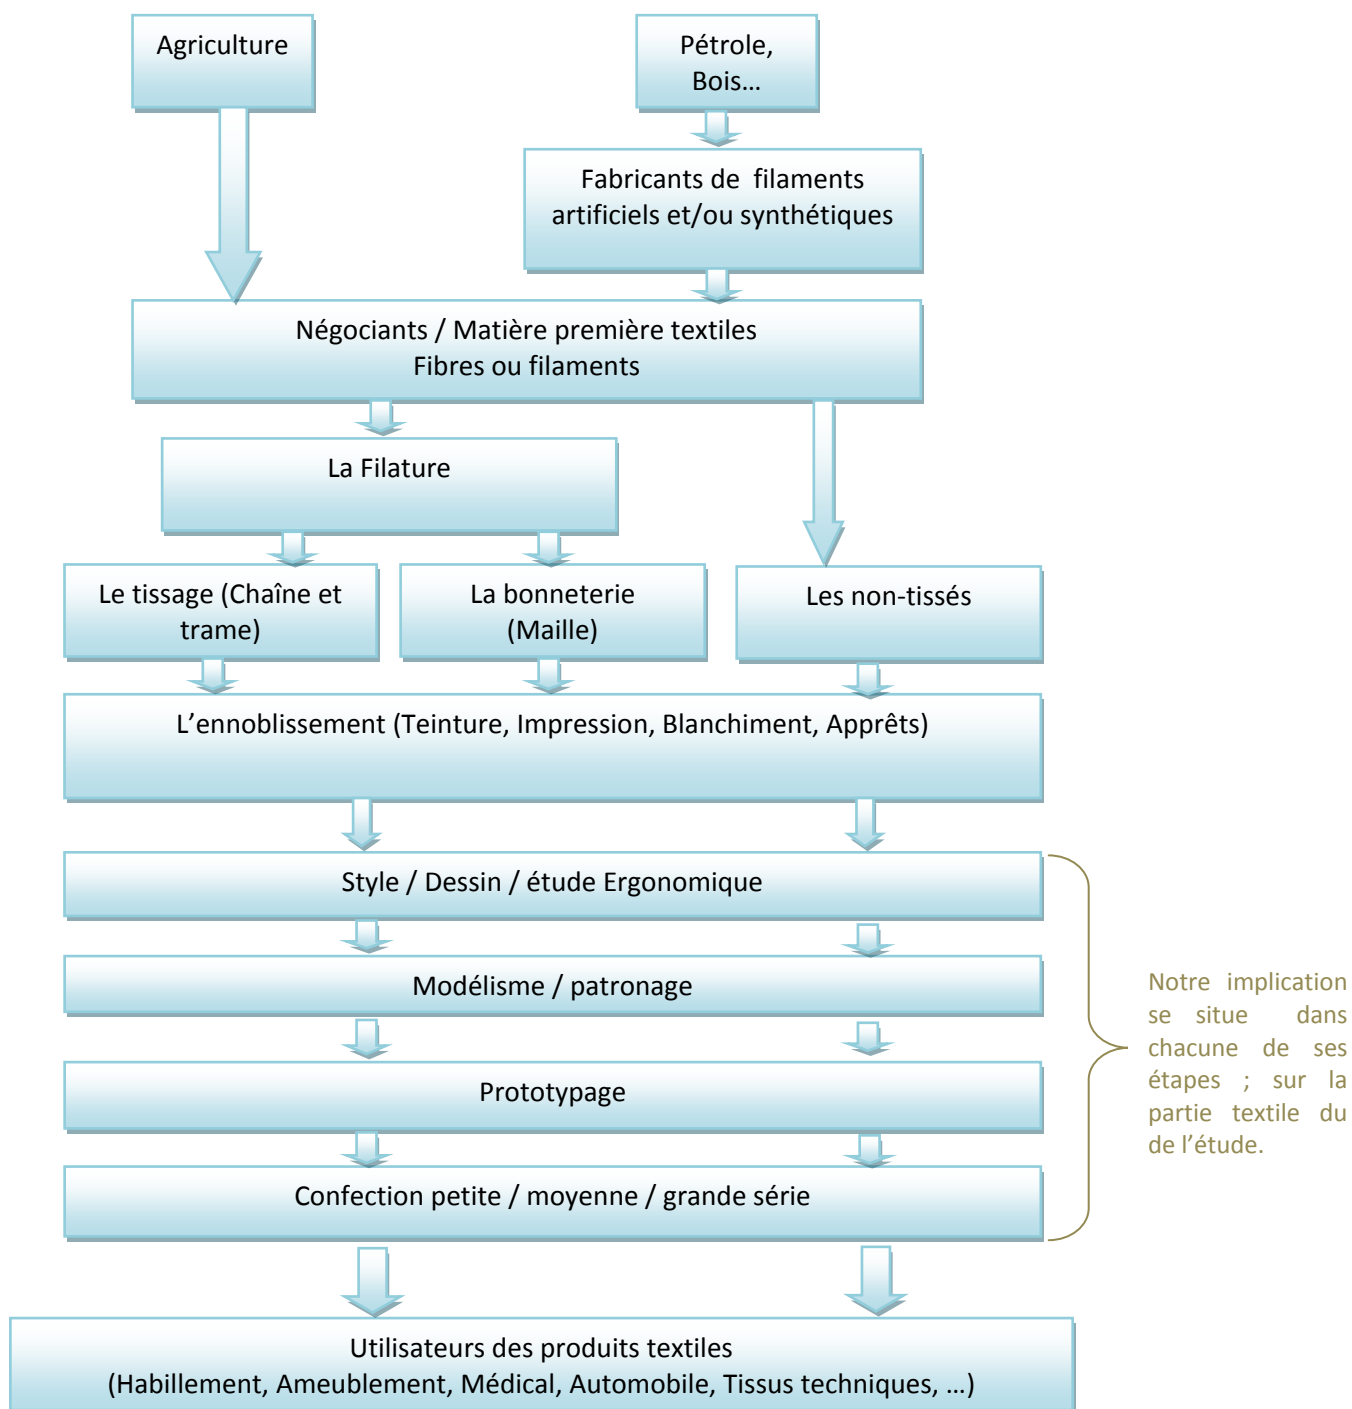 Agriculture
Pétrole,
Bois...
Fabricants de filaments
artificiels et/ou synthétiques
Négociants / Matière première textiles
Fibres ou filaments
La Filature
Le tissage (Chaîne et
trame)
La bonneterie
(Maille)
Les non-tissés
L’ennoblissement (Teinture, Impression, Blanchiment, Apprêts)
Style / Dessin / étude Ergonomique
Modélisme / patronage
Prototypage
Confection petite / moyenne / grande série
Notre implication
se situe dans
chacune de ses
étapes ; sur la
partie textile du
de l’étude.
Utilisateurs des produits textiles
(Habillement, Ameublement, Médical, Automobile, Tissus techniques, ...)